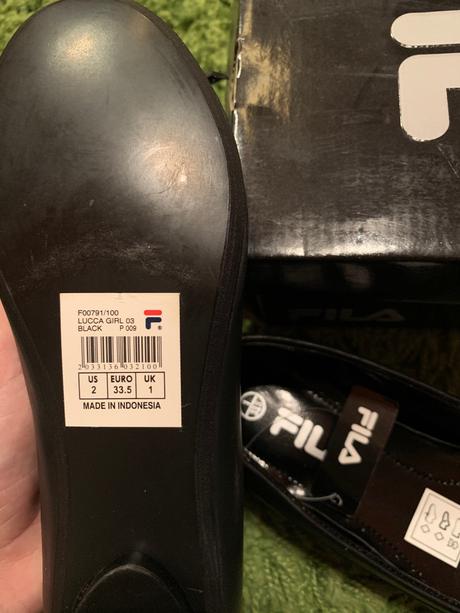 F00791/100
LUCCA GIRL 03
BLACK P 009
2033136032100
US EURO UK
2 33.5 1
MADE IN INDONESIA
FILA
FILA
FILA